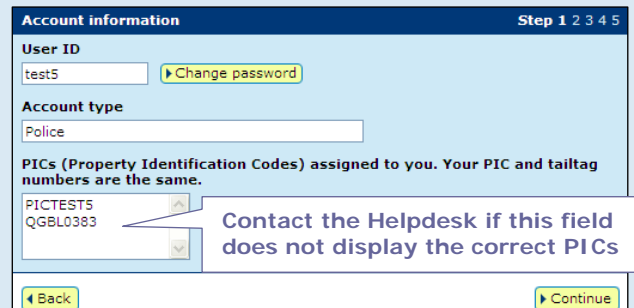 Account information Step 1 2 3 4 5
User ID
test5 Change password
Account type
Police
PICs (Property Identification Codes) assigned to you. Your PIC and tailtag
numbers are the same.
PICTEST5
QGBL0383
Contact the Helpdesk if this field
does not display the correct PICs
Back Continue